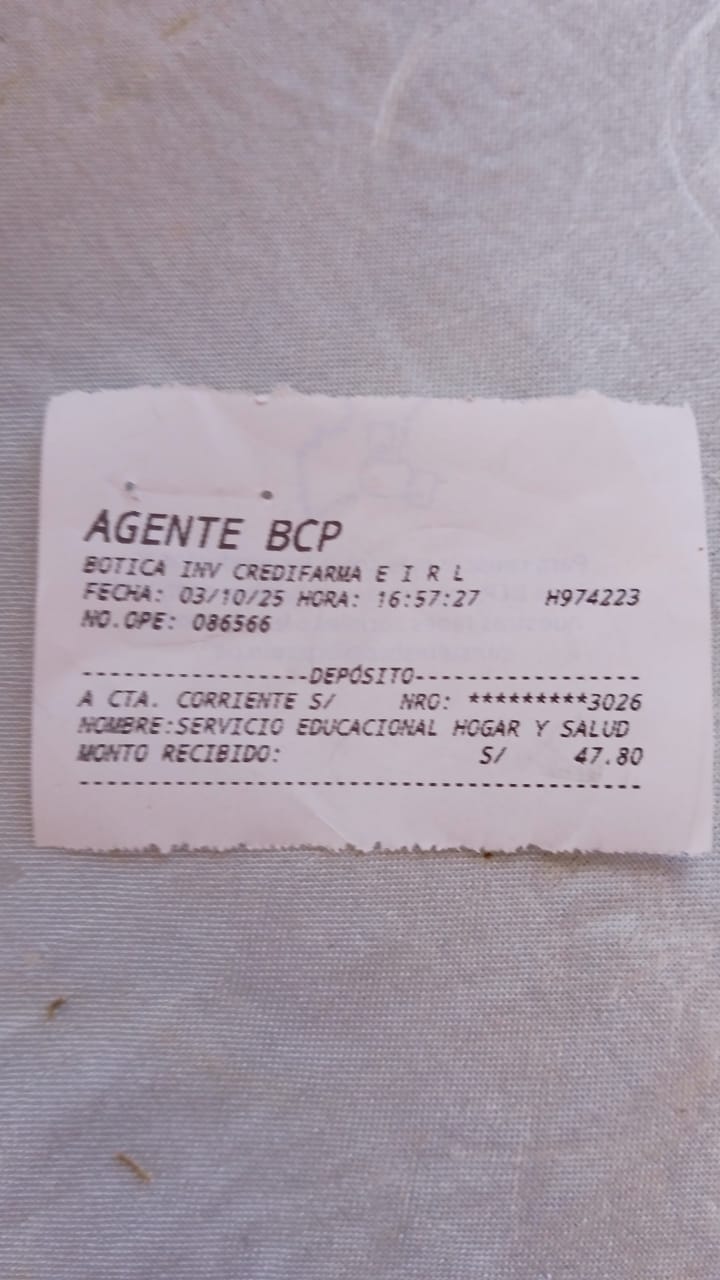 AGENTE BCP
BOTICA INV CREDIFARMA E I R L
FECHA: 03/10/25 HORA: 16:57:27 H974223
NO.OPE: 086566
-----------------DEPÓSITO-----------------
A CTA. CORRIENTE S/ NRO: *********3026
NOMBRE:SERVICIO EDUCACIONAL HOGAR Y SALUD
MONTO RECIBIDO: S/ 47.80
------------------------------------------